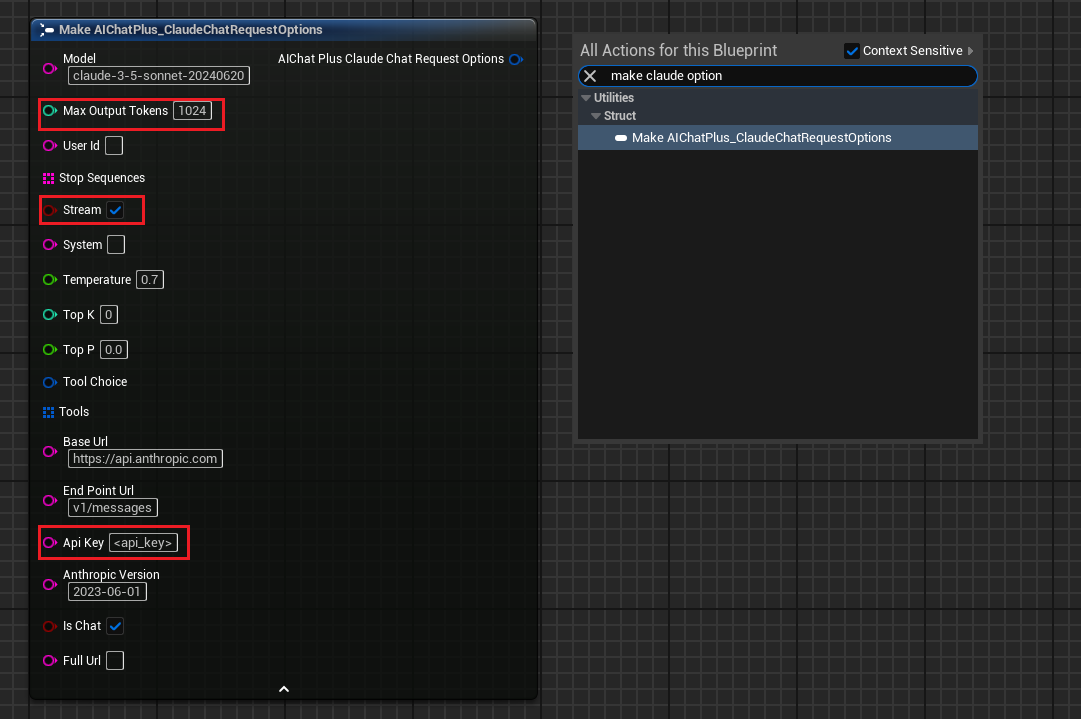 Make AIChatPlus_ClaudeChatRequestOptions
Model
claude-3-5-sonnet-20240620
AIChat Plus Claude Chat Request Options
Max Output Tokens 1024
User Id
Stop Sequences
Stream
System
Temperature 0.7
Top K 0
Top P 0.0
Tool Choice
Tools
Base Url
https://api.anthropic.com
End Point Url
v1/messages
Api Key <api_key>
Anthropic Version
2023-06-01
Is Chat
Full Url
All Actions for this Blueprint
Context Sensitive
make claude option
Utilities
Struct
Make AIChatPlus_ClaudeChatRequestOptions